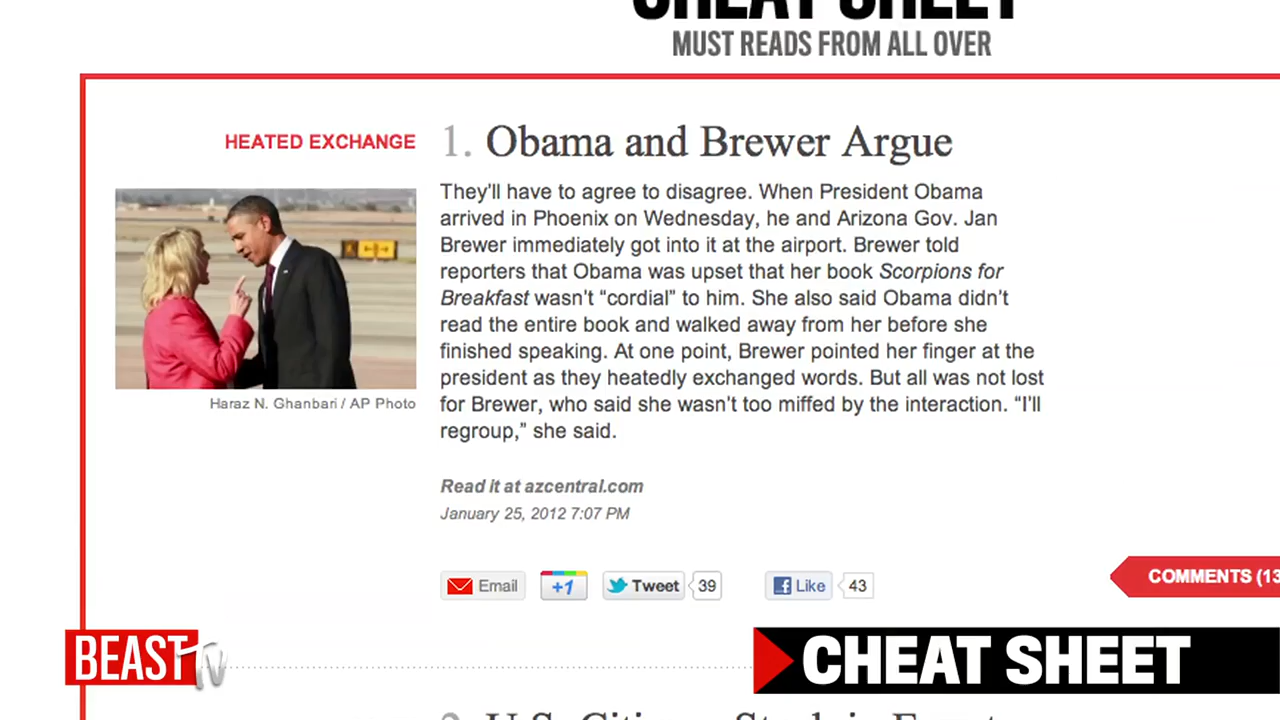 CHEAT SHEET
MUST READS FROM ALL OVER
HEATED EXCHANGE
1. Obama and Brewer Argue
They'll have to agree to disagree. When President Obama
arrived in Phoenix on Wednesday, he and Arizona Gov. Jan
Brewer immediately got into it at the airport. Brewer told
reporters that Obama was upset that her book Scorpions for
Breakfast wasn't “cordial” to him. She also said Obama didn't
read the entire book and walked away from her before she
finished speaking. At one point, Brewer pointed her finger at the
president as they heatedly exchanged words. But all was not lost
for Brewer, who said she wasn't too miffed by the interaction. “I'll
regroup,” she said.
Haraz N. Ghanbari / AP Photo
Read it at azcentral.com
January 25, 2012 7:07 PM
Email
+1
Tweet 39
Like 43
COMMENTS (13
BEAST TV
CHEAT SHEET